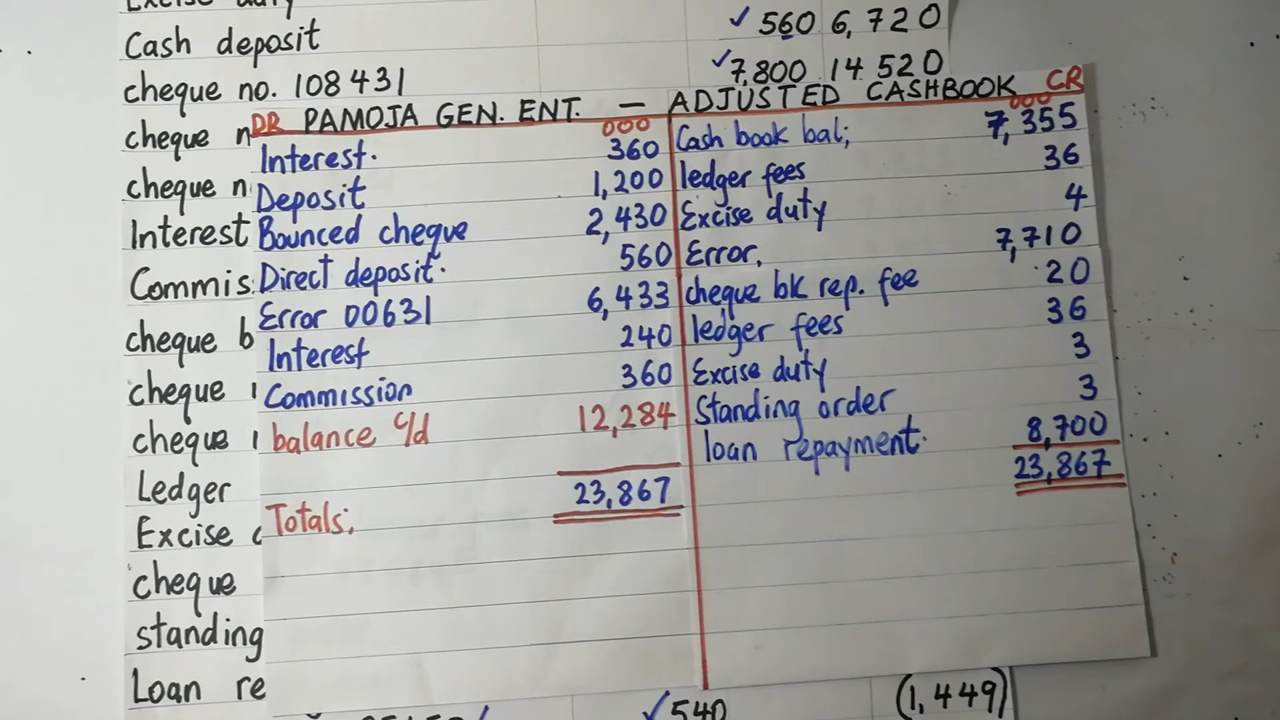 Cash deposit ✓560 6,720
cheque no. 108431 ✓7,800 14 520
DR PAMOJA GEN. ENT. — ADJUSTED CASHBOOK CR
cheque n 000 000
Interest. 360 Cash book bal; 7,355
cheque n Deposit 1,200 ledger fees 36
Interest Bounced cheque 2,430 Excise duty 4
Commis Direct deposit. 560 Error, 7,710
Error 00631 6,433 cheque bk rep. fee 20
cheque b Interest 240 ledger fees 36
cheque Commission 360 Excise duty 3
cheque balance c/d 12,284 Standing order 3
loan repayment. 8,700
Ledger 23,867 23,867
Excise Totals;
cheque
standing
Loan re
✓540 (1,449)